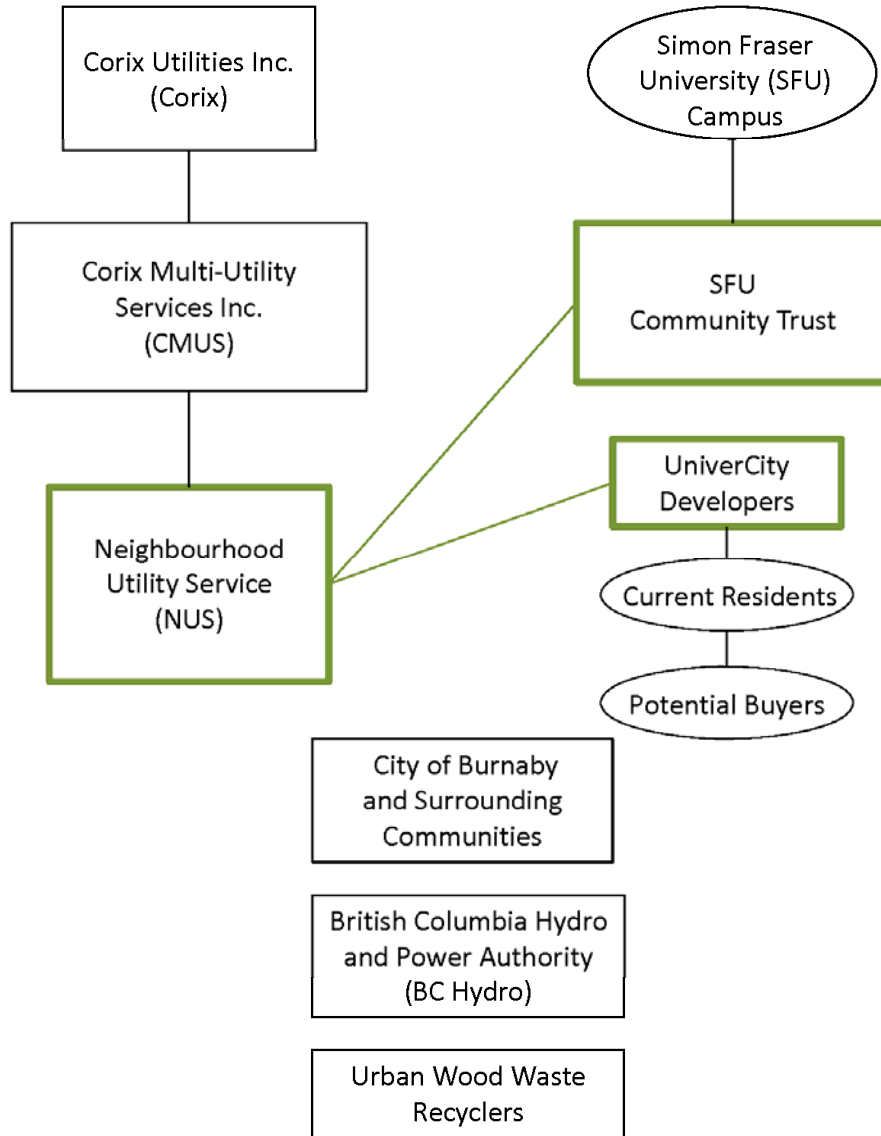 Corix Utilities Inc.
(Corix)
Simon Fraser
University (SFU)
Campus
Corix Multi-Utility
Services Inc.
(CMUS)
SFU
Community Trust
Neighbourhood
Utility Service
(NUS)
UniverCity
Developers
Current Residents
Potential Buyers
City of Burnaby
and Surrounding
Communities
British Columbia Hydro
and Power Authority
(BC Hydro)
Urban Wood Waste
Recyclers